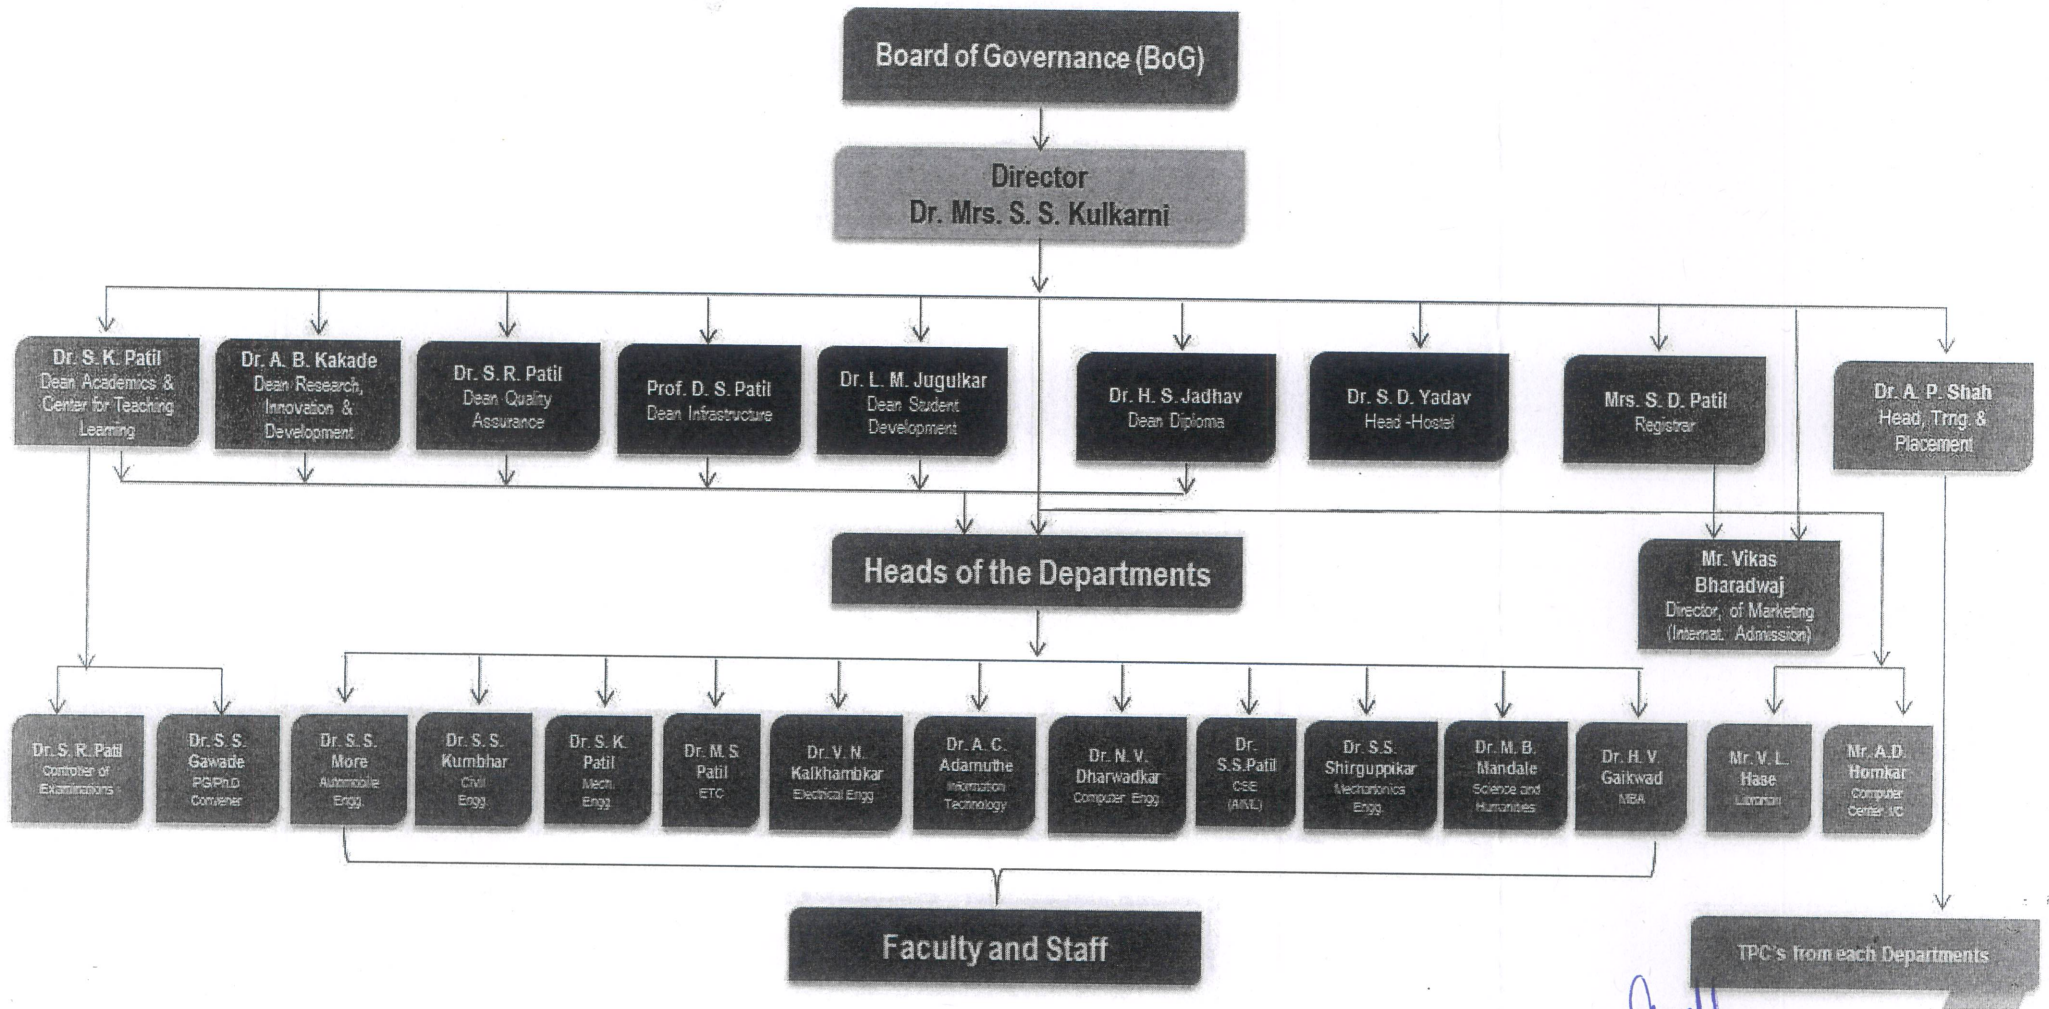 Board of Governance (BoG)
Director
Dr. Mrs. S. S. Kulkarni
Dr. S. K. Patil
Dean Academics &
Center for Teaching
Learning
Dr. A. B. Kakade
Dean Research,
Innovation &
Development
Dr. S. R. Patil
Dean Quality
Assurance
Prof. D. S. Patil
Dean Infrastructure
Dr. L. M. Jugulkar
Dean Student
Development
Dr. H. S. Jadhav
Dean Diploma
Dr. S. D. Yadav
Head -Hostel
Mrs. S. D. Patil
Registrar
Dr. A. P. Shah
Head, Trng. &
Placement
Heads of the Departments
Mr. Vikas
Bharadwaj
Director, of Marketing
(Internat. Admission)
Dr. S. R. Patil
Controller of
Examinations
Dr. S. S.
Gawade
PG/Ph.D
Convener
Dr. S. S.
More
Automobile
Engg.
Dr. S. S.
Kumbhar
Civil
Engg.
Dr. S. K.
Patil
Mech.
Engg.
Dr. M. S.
Patil
ETC
Dr. V. N.
Kalkhambkar
Electrical Engg
Dr. A. C.
Adamuthe
Information
Technology
Dr. N. V.
Dharwadkar
Computer Engg
Dr.
S.S.Patil
CSE
(AIML)
Dr. S.S.
Shirguppikar
Mechatronics
Engg.
Dr. M. B.
Mandale
Science and
Humanities
Dr. H. V
Gaikwad
MBA
Mr. V. L.
Hase
Librarian
Mr. A.D.
Homkar
Computer
Center I/C
Faculty and Staff
TPC's from each Departments